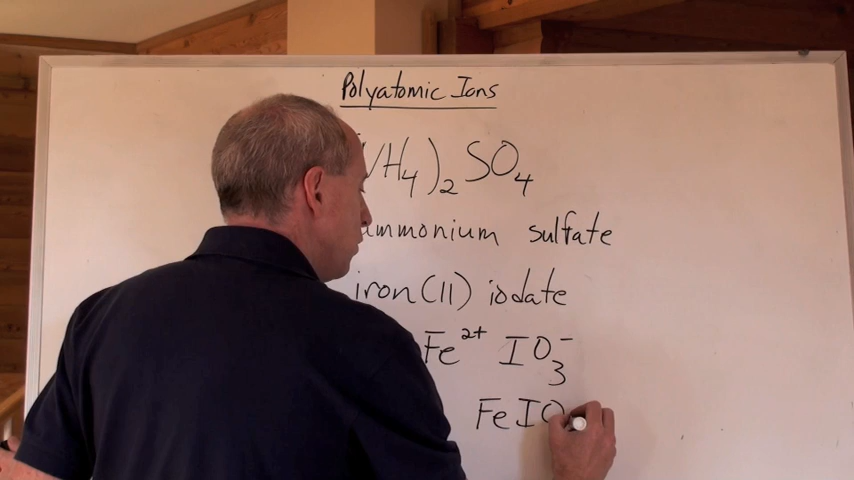 Polyatomic Ions
H₄)₂SO₄
ammonium sulfate
iron(II) iodate
Fe²⁺ IO₃⁻
FeIO